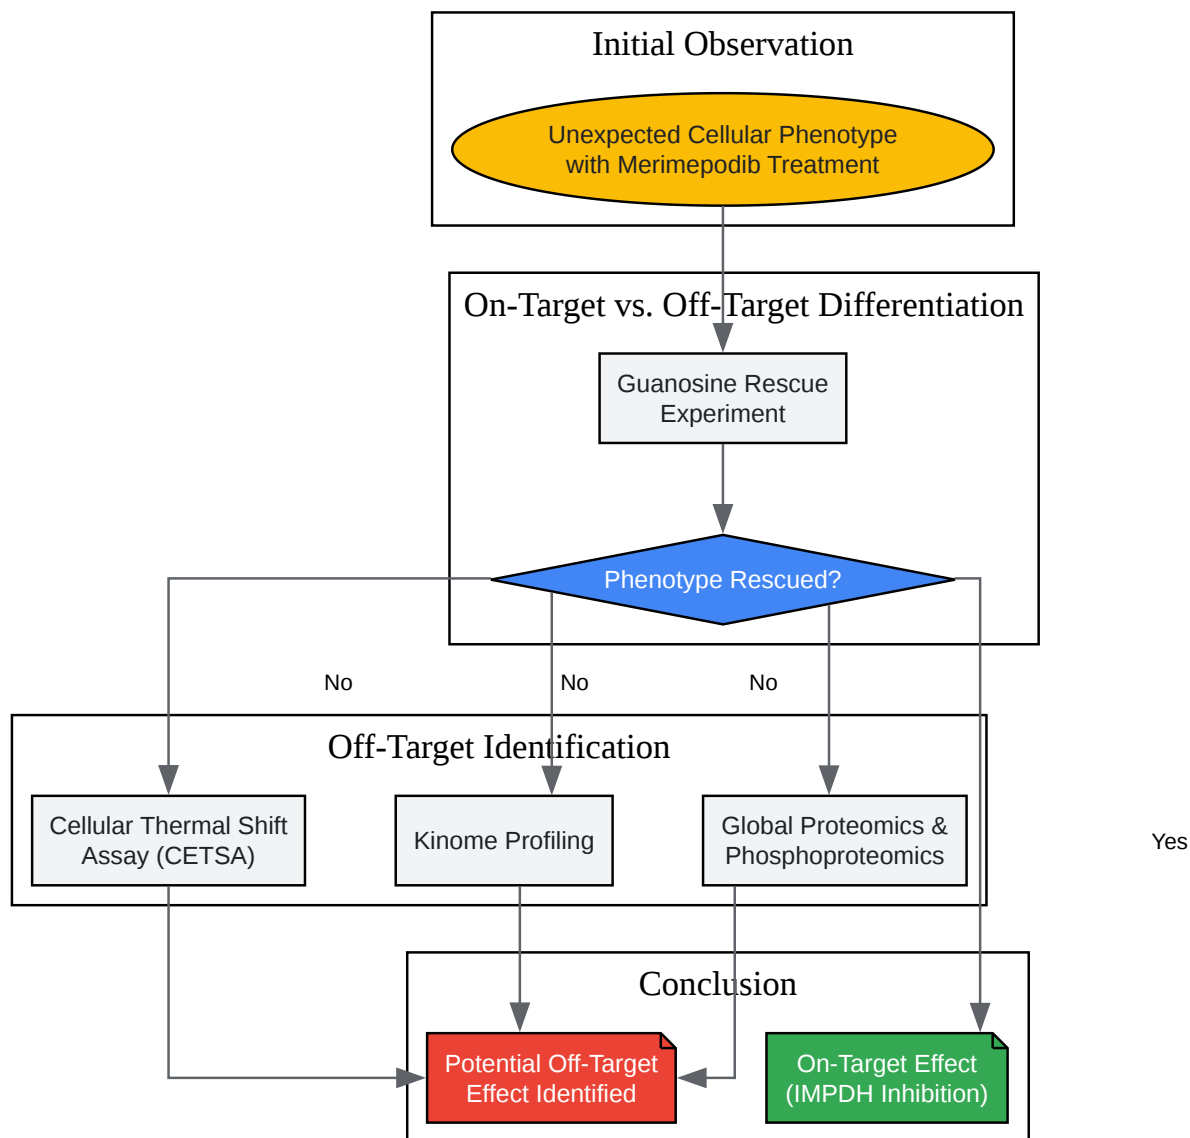 Initial Observation
Unexpected Cellular Phenotype
with Merimepodib Treatment
On-Target vs. Off-Target Differentiation
Guanosine Rescue
Experiment
Phenotype Rescued?
No
No
No
Off-Target Identification
Cellular Thermal Shift
Assay (CETSA)
Kinome Profiling
Global Proteomics &
Phosphoproteomics
Yes
Conclusion
Potential Off-Target
Effect Identified
On-Target Effect
(IMPDH Inhibition)